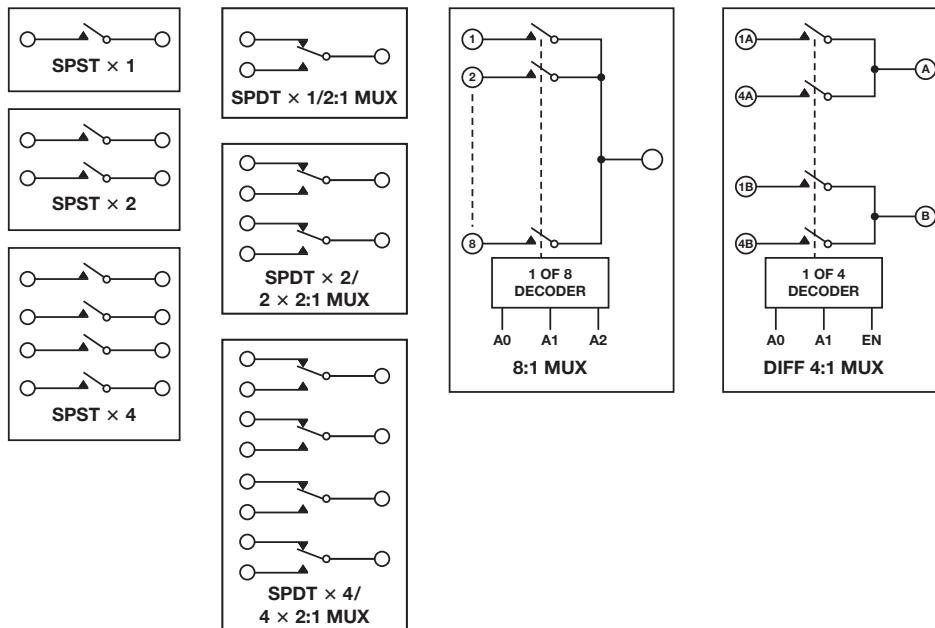 SPST × 1
SPST × 2
SPST × 4
SPDT × 1/2:1 MUX
SPDT × 2/
2 × 2:1 MUX
SPDT × 4/
4 × 2:1 MUX
1
2
8
1 OF 8
DECODER
A0 A1 A2
8:1 MUX
1A
A
4A
1B
B
4B
1 OF 4
DECODER
A0 A1 EN
DIFF 4:1 MUX